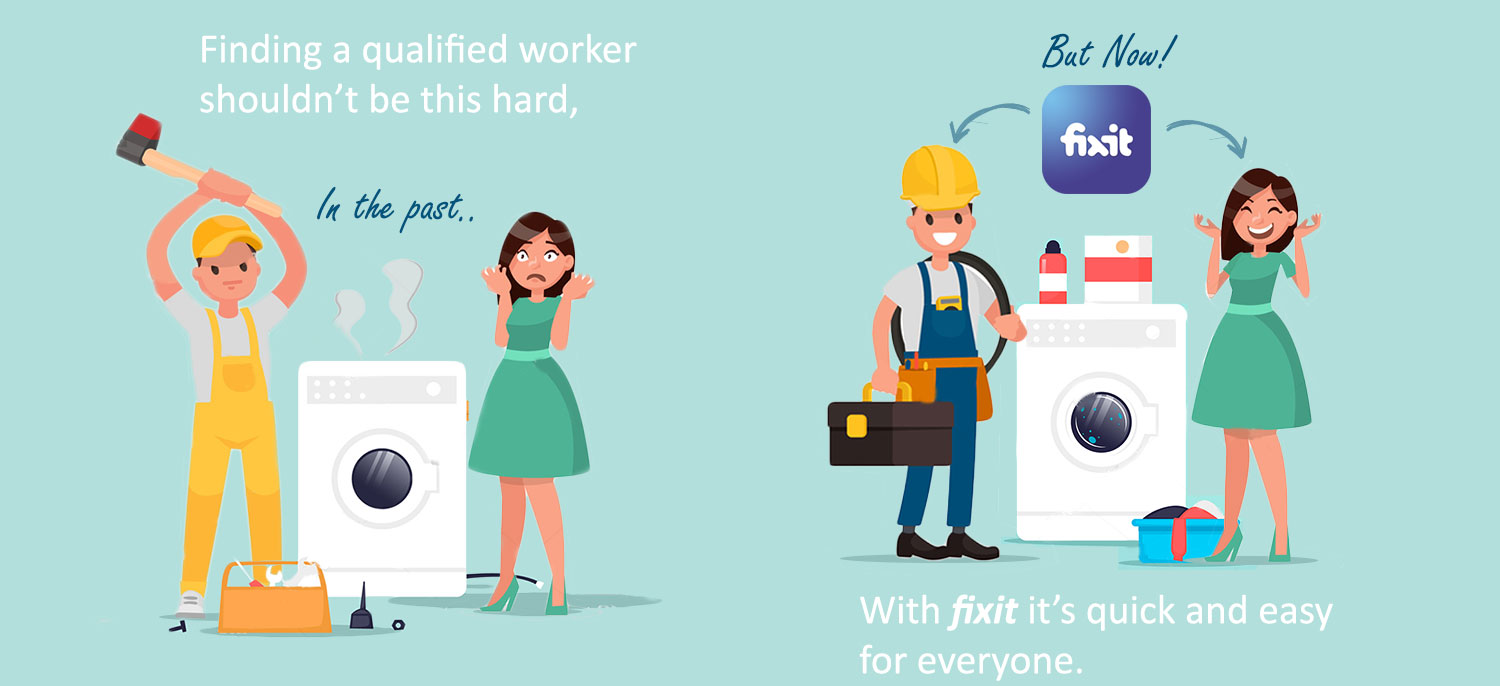 Finding a qualified worker
shouldn't be this hard,
In the past..
But Now!
fixit
With fixit it's quick and easy
for everyone.